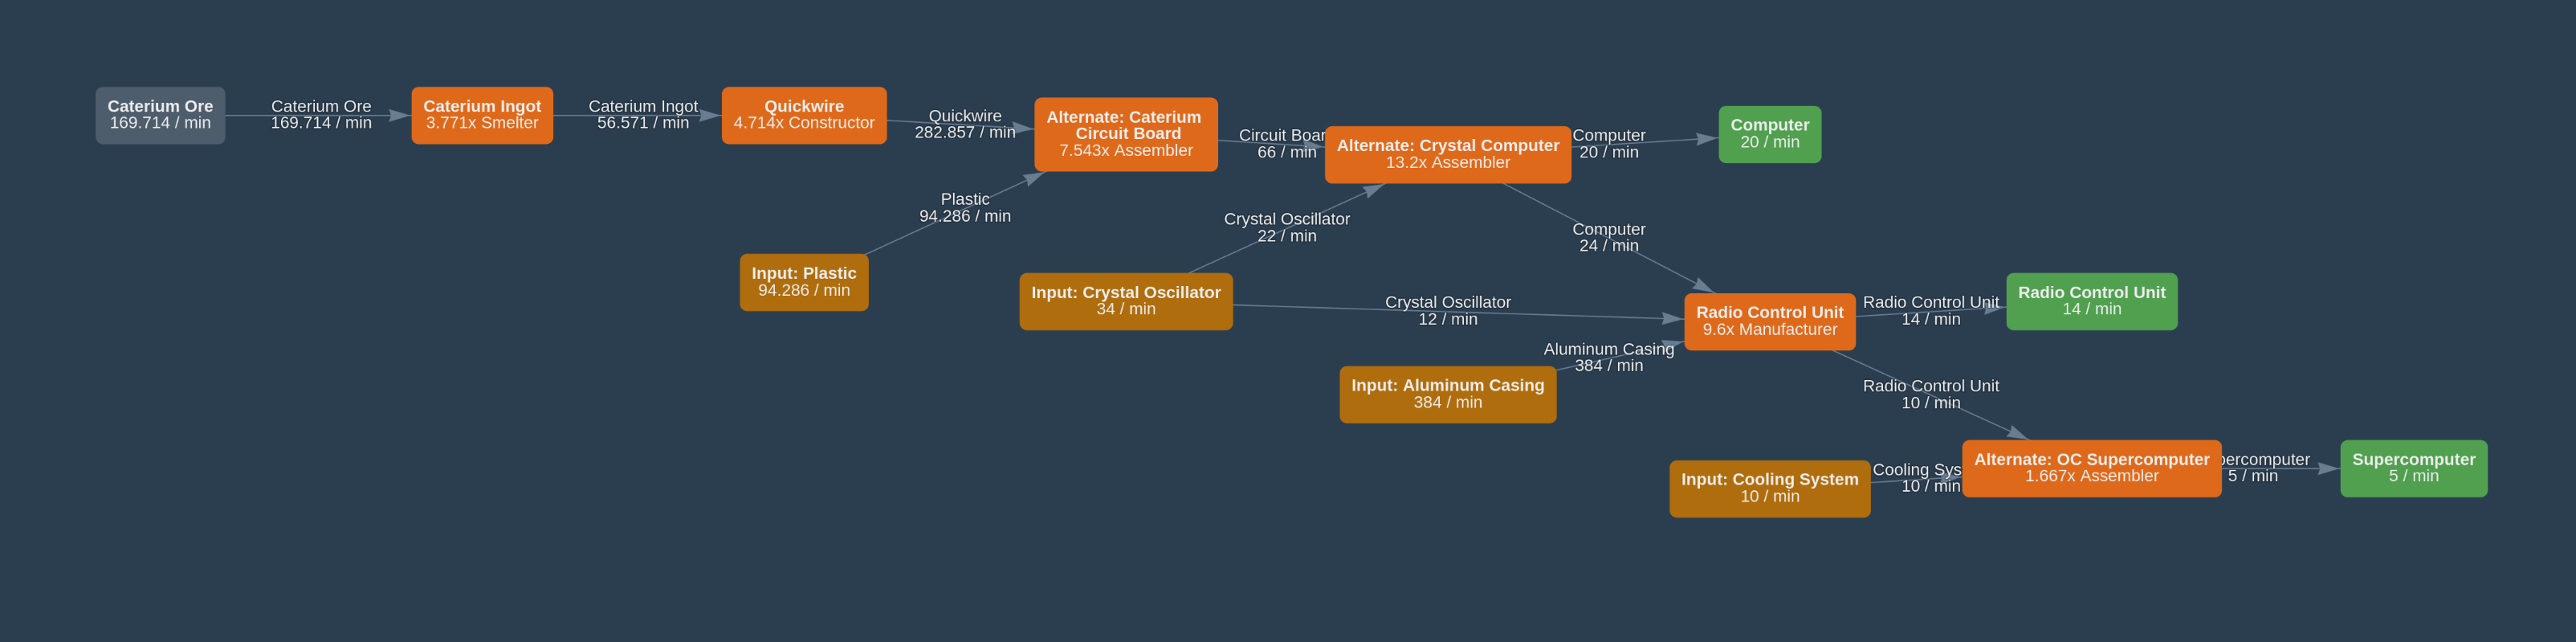 Caterium Ore
169.714 / min
Caterium Ore
169.714 / min
Caterium Ingot
3.771x Smelter
Caterium Ingot
56.571 / min
Quickwire
4.714x Constructor
Quickwire
282.857 / min
Alternate: Caterium
Circuit Board
7.543x Assembler
Circuit Boar
66 / min
Alternate: Crystal Computer
13.2x Assembler
Computer
20 / min
Computer
20 / min
Plastic
94.286 / min
Input: Plastic
94.286 / min
Crystal Oscillator
22 / min
Input: Crystal Oscillator
34 / min
Computer
24 / min
Crystal Oscillator
12 / min
Radio Control Unit
9.6x Manufacturer
Radio Control Unit
14 / min
Radio Control Unit
14 / min
Aluminum Casing
384 / min
Input: Aluminum Casing
384 / min
Radio Control Unit
10 / min
Input: Cooling System
10 / min
Cooling Sys
10 / min
Alternate: OC Supercomputer
1.667x Assembler
percomputer
5 / min
Supercomputer
5 / min